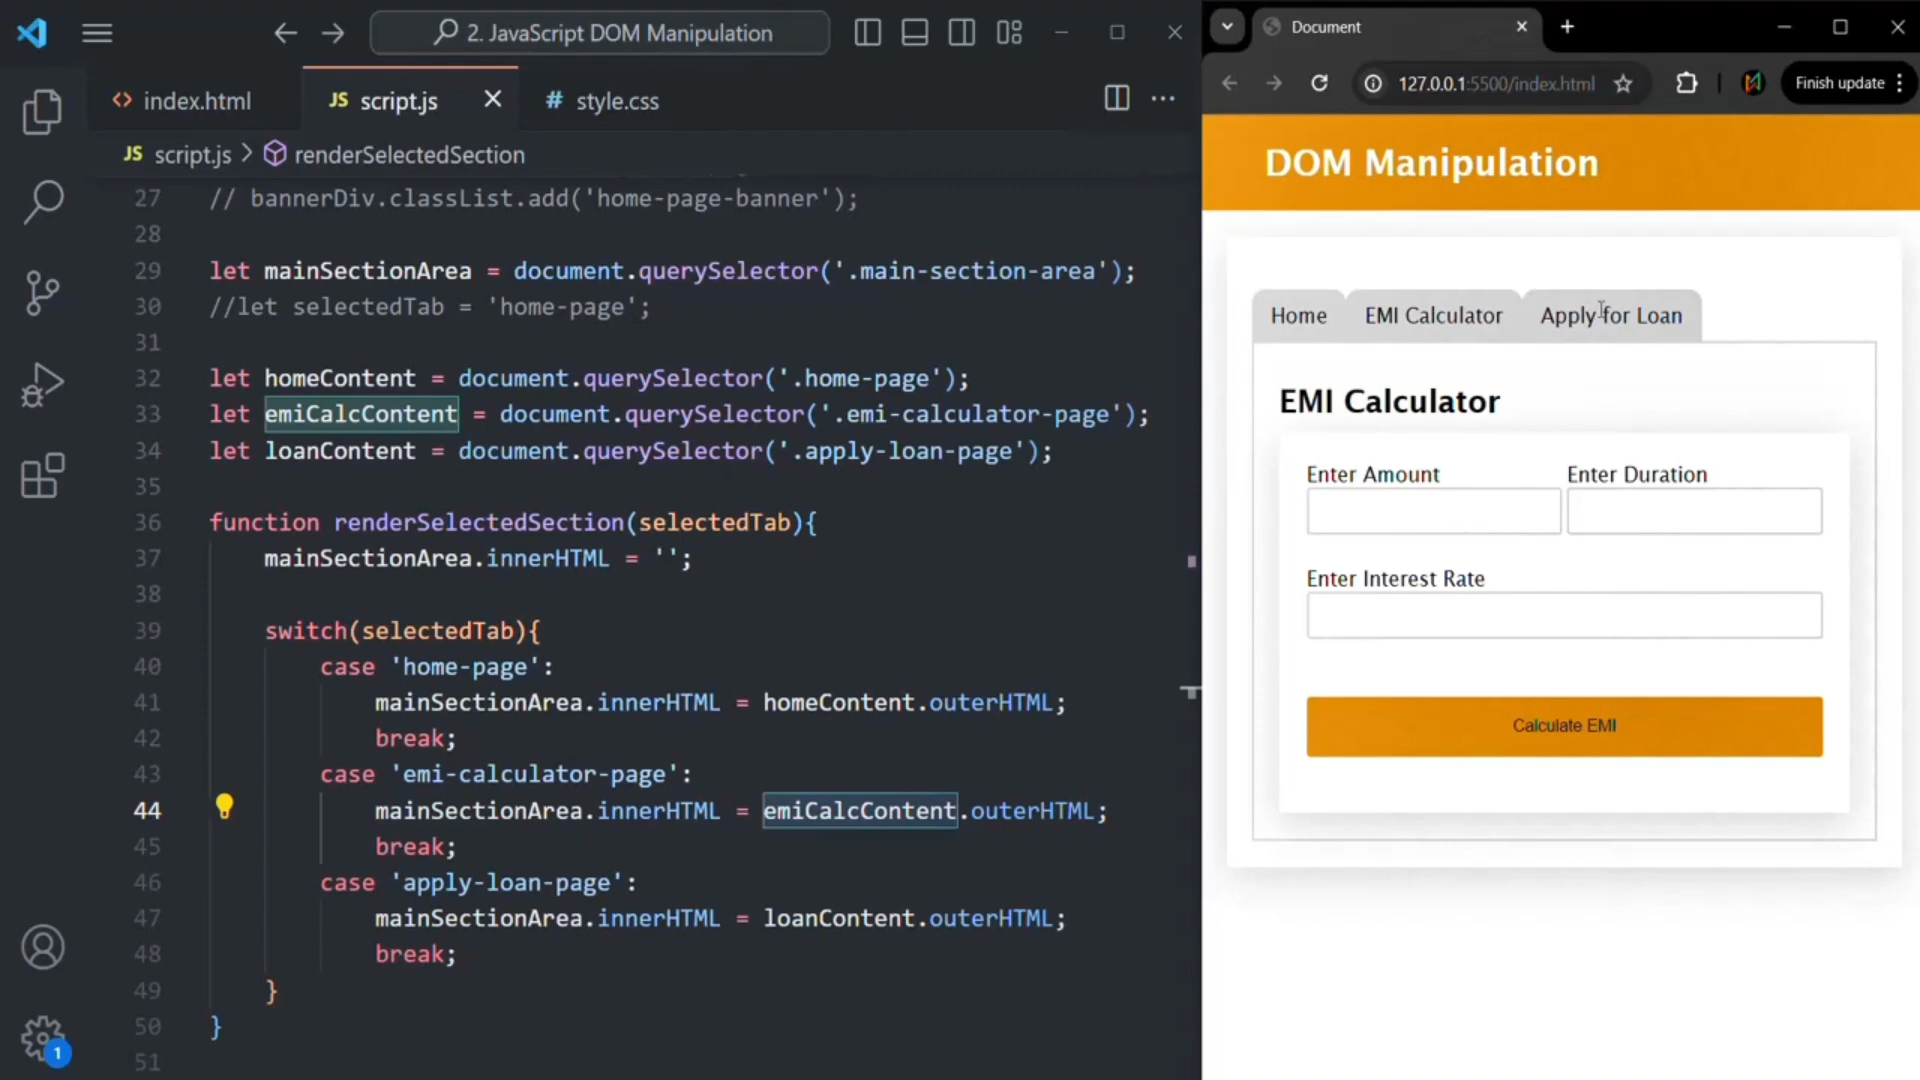 2. JavaScript DOM Manipulation
index.html
JS script.js
# style.css
JS script.js > renderSelectedSection
27 // bannerDiv.classList.add('home-page-banner');
28
29 let mainSectionArea = document.querySelector('.main-section-area');
30 //let selectedTab = 'home-page';
31
32 let homeContent = document.querySelector('.home-page');
33 let emiCalcContent = document.querySelector('.emi-calculator-page');
34 let loanContent = document.querySelector('.apply-loan-page');
35
36 function renderSelectedSection(selectedTab){
37 mainSectionArea.innerHTML = '';
38
39 switch(selectedTab){
40 case 'home-page':
41 mainSectionArea.innerHTML = homeContent.outerHTML;
42 break;
43 case 'emi-calculator-page':
44 mainSectionArea.innerHTML = emiCalcContent.outerHTML;
45 break;
46 case 'apply-loan-page':
47 mainSectionArea.innerHTML = loanContent.outerHTML;
48 break;
49 }
50 }
51
1
Document
127.0.0.1:5500/index.html
Finish update
DOM Manipulation
Home EMI Calculator Apply for Loan
EMI Calculator
Enter Amount Enter Duration
Enter Interest Rate
Calculate EMI